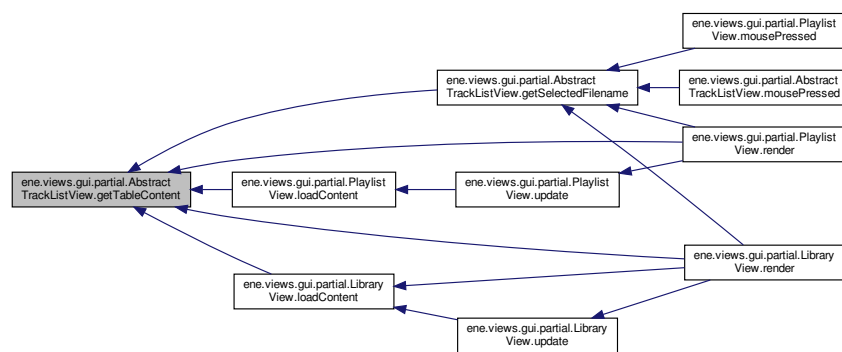 ene.views.gui.partial.Playlist
View.mousePressed
ene.views.gui.partial.Abstract
TrackListView.getSelectedFilename
ene.views.gui.partial.Abstract
TrackListView.mousePressed
ene.views.gui.partial.Playlist
View.render
ene.views.gui.partial.Abstract
TrackListView.getTableContent
ene.views.gui.partial.Playlist
View.loadContent
ene.views.gui.partial.Playlist
View.update
ene.views.gui.partial.Library
View.render
ene.views.gui.partial.Library
View.loadContent
ene.views.gui.partial.Library
View.update